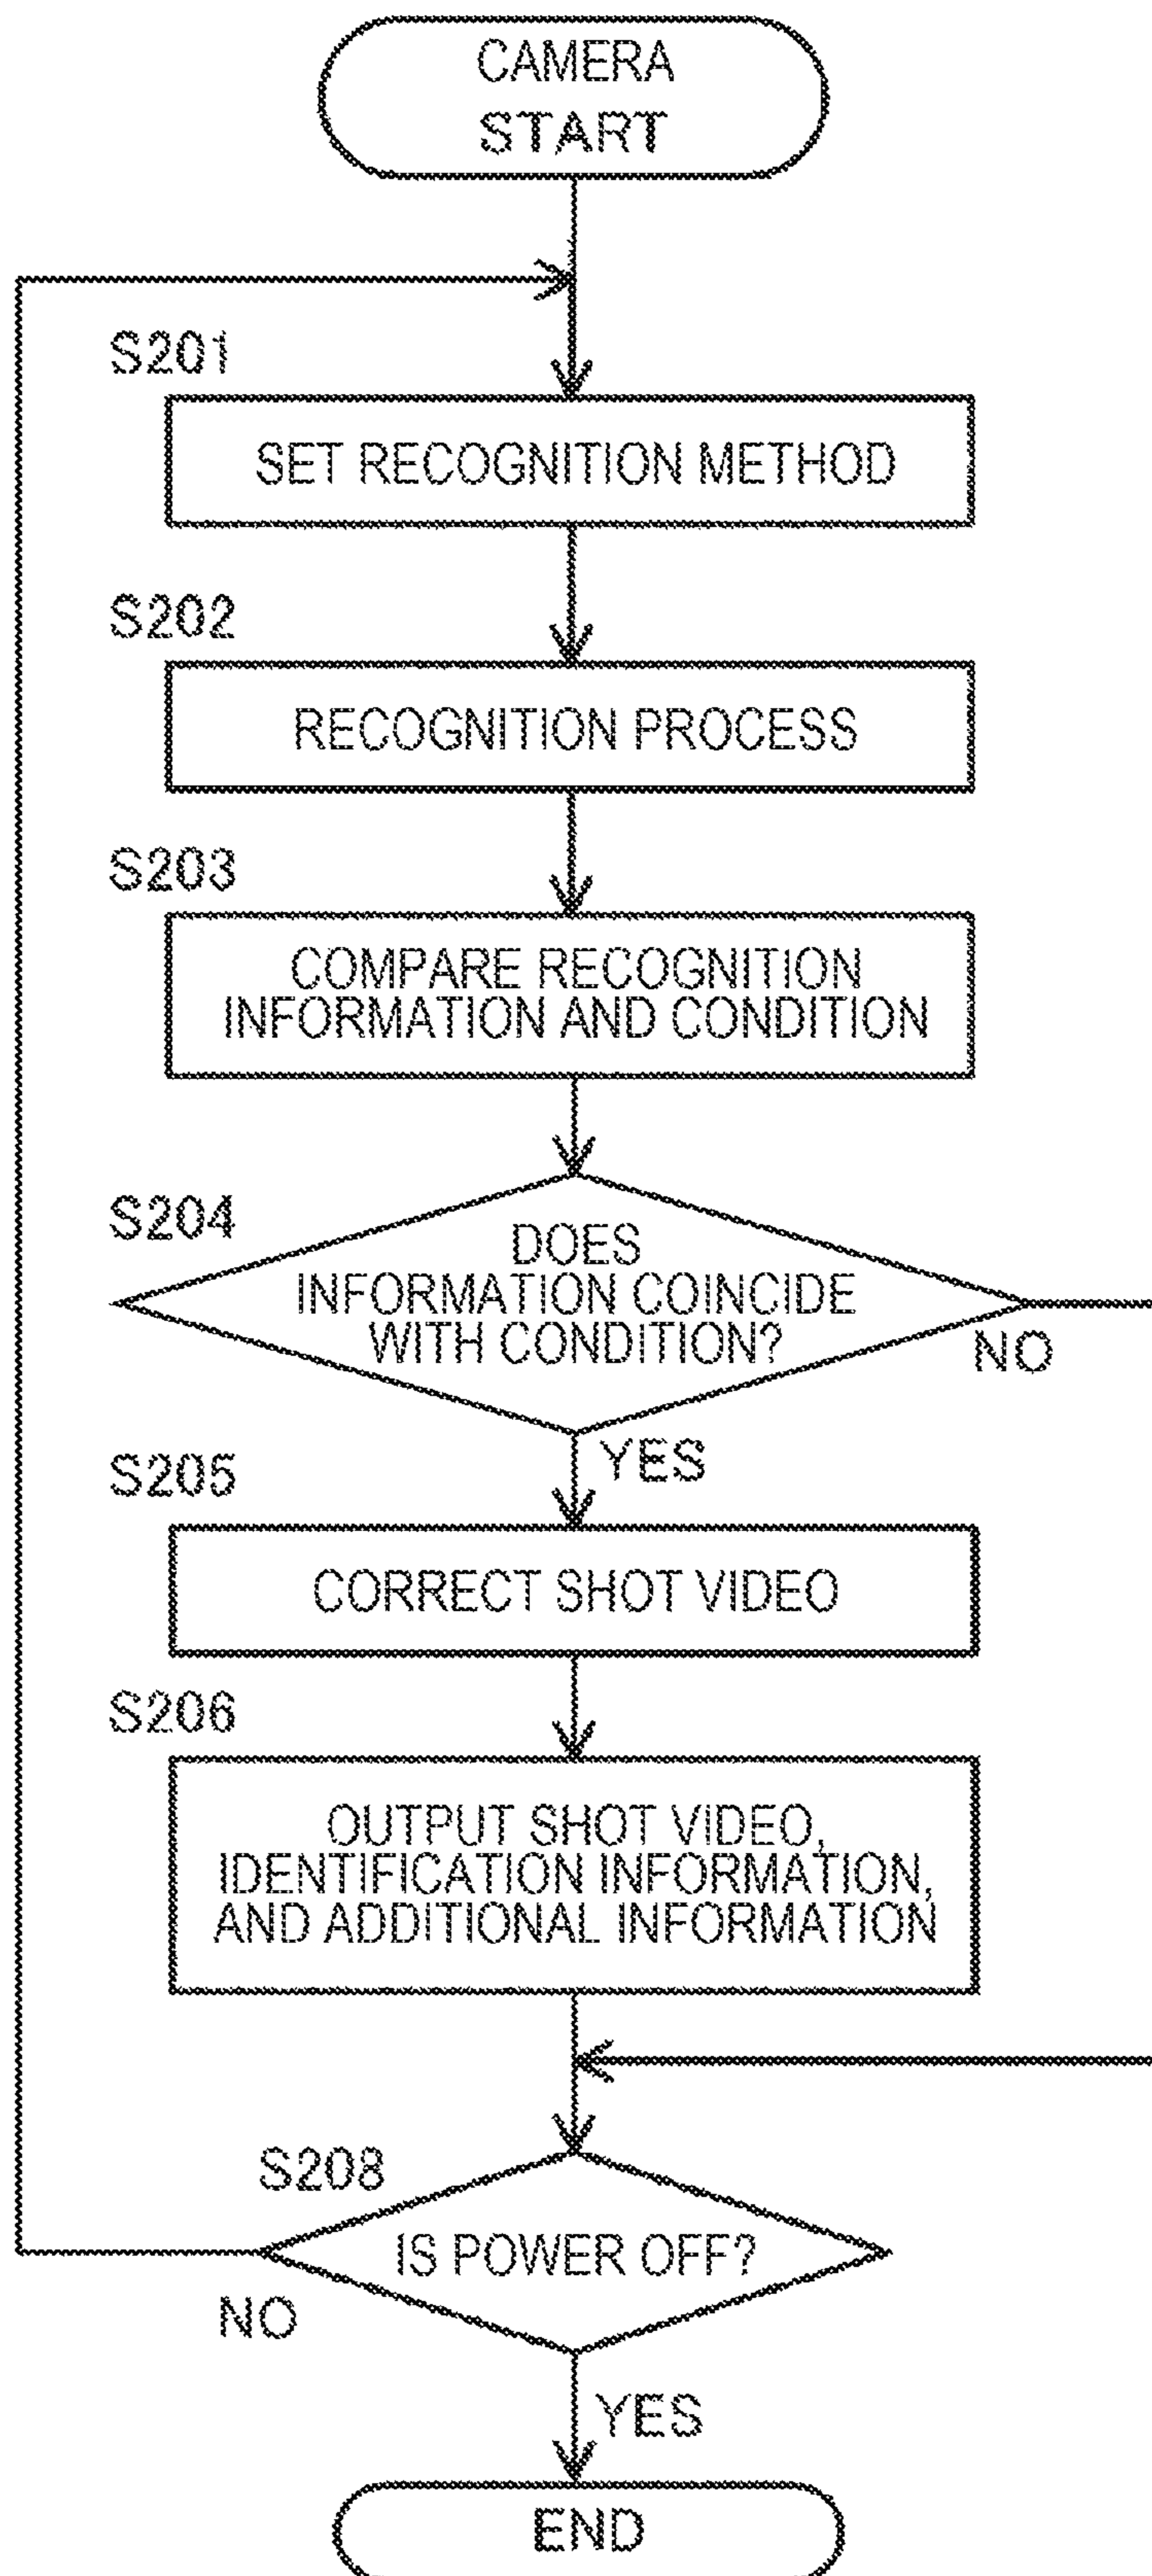 CAMERA
START
S201
SET RECOGNITION METHOD
S202
RECOGNITION PROCESS
S203
COMPARE RECOGNITION
INFORMATION AND CONDITION
S204
DOES
INFORMATION COINCIDE
WITH CONDITION?
NO
YES
S205
CORRECT SHOT VIDEO
S206
OUTPUT SHOT VIDEO,
IDENTIFICATION INFORMATION,
AND ADDITIONAL INFORMATION
S208
IS POWER OFF?
NO
YES
END